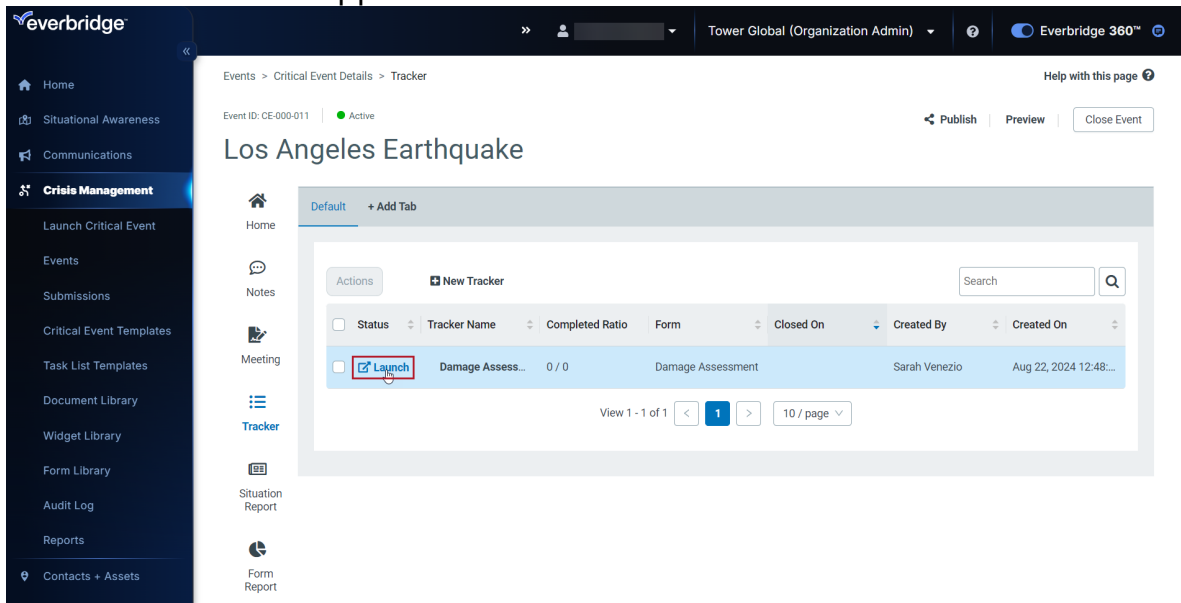 everbridge
Tower Global (Organization Admin)
Everbridge 360™
Home
Situational Awareness
Communications
Crisis Management
Launch Critical Event
Events
Submissions
Critical Event Templates
Task List Templates
Document Library
Widget Library
Form Library
Audit Log
Reports
Contacts + Assets
Events > Critical Event Details > Tracker
Help with this page
Event ID: CE-000-011 Active
Publish Preview Close Event
Los Angeles Earthquake
Home
Notes
Meeting
Tracker
Situation
Report
Form
Report
Default + Add Tab
Actions New Tracker Search
Status Tracker Name Completed Ratio Form Closed On Created By Created On
Launch Damage Assess... 0 / 0 Damage Assessment Sarah Venezio Aug 22, 2024 12:48:...
View 1 - 1 of 1 < 1 > 10 / page